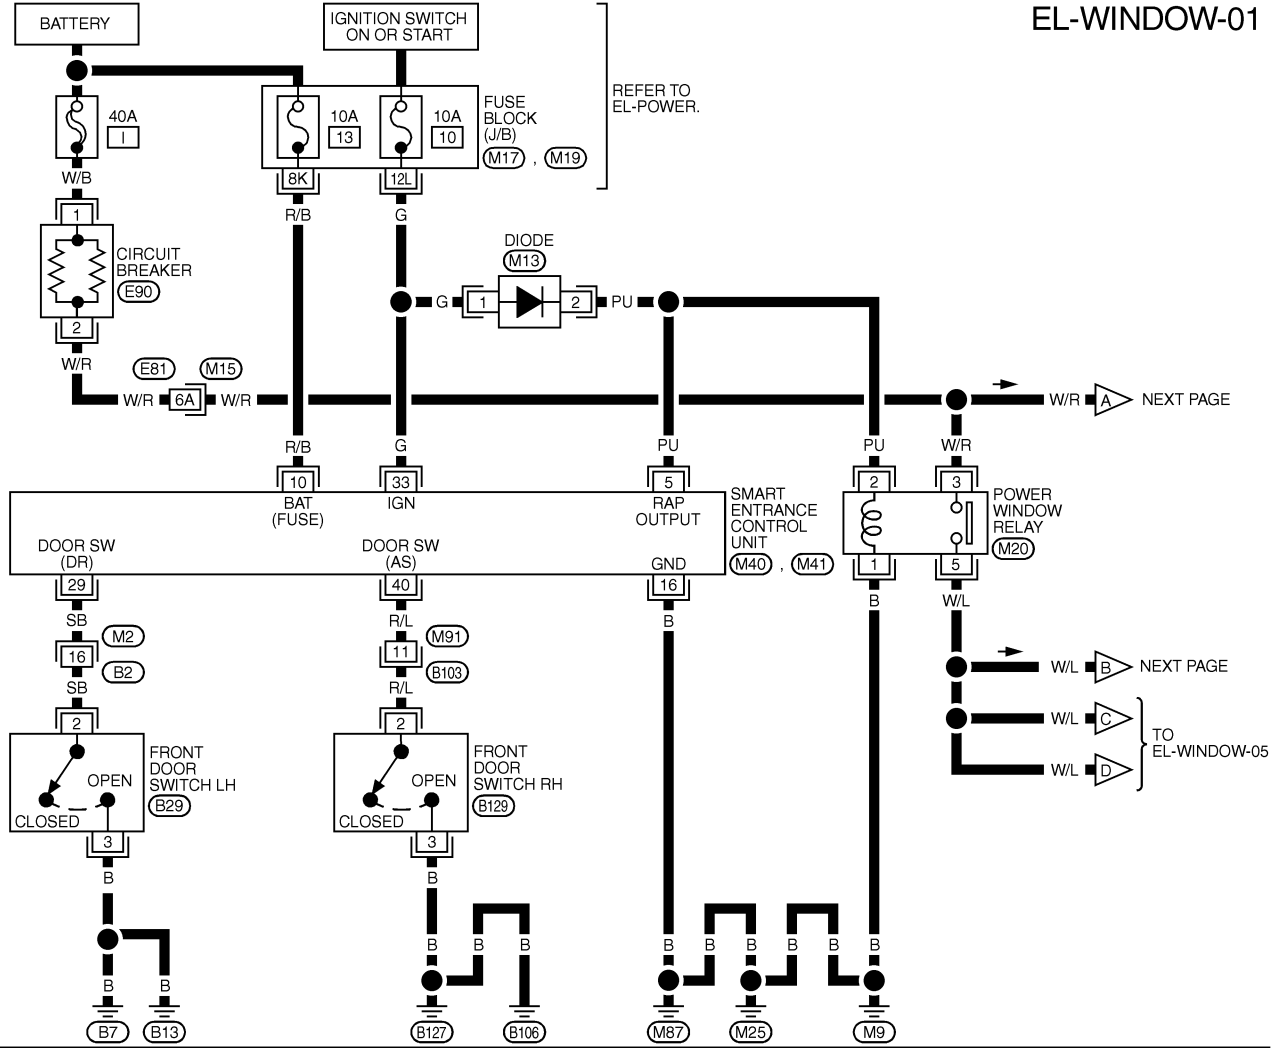 EL-WINDOW-01
BATTERY
IGNITION SWITCH
ON OR START
REFER TO
EL-POWER.
40A
I
10A
13
10A
10
FUSE
BLOCK
(J/B)
M17 , M19
W/B
8K
12L
R/B
G
1
CIRCUIT
BREAKER
E90
2
W/R
DIODE
M13
G
1
2
PU
E81
M15
W/R
6A
W/R
W/R
A
NEXT PAGE
R/B
G
PU
PU
W/R
10
33
5
2
3
BAT
(FUSE)
IGN
RAP
OUTPUT
SMART
ENTRANCE
CONTROL
UNIT
M40 , M41
POWER
WINDOW
RELAY
M20
DOOR SW
(DR)
DOOR SW
(AS)
GND
29
40
16
1
5
SB
R/L
B
B
W/L
16
M2
B2
11
M91
B103
SB
R/L
W/L
B
NEXT PAGE
W/L
C
W/L
D
TO
EL-WINDOW-05
2
OPEN
CLOSED
FRONT
DOOR
SWITCH LH
B29
3
2
OPEN
CLOSED
FRONT
DOOR
SWITCH RH
B129
3
B
B
B
B
B
B
B
B
B
B
B
B
B
B
B7
B13
B127
B106
M87
M25
M9